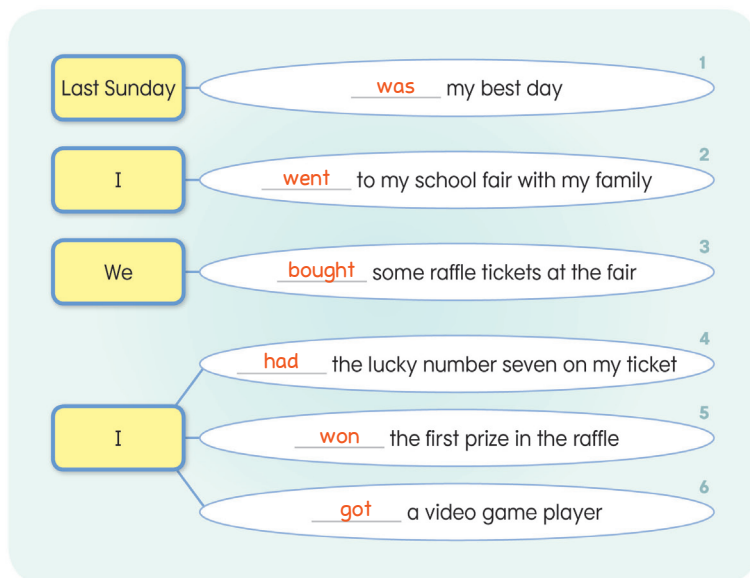 1
Last Sunday was my best day
2
I went to my school fair with my family
3
We bought some raffle tickets at the fair
4
had the lucky number seven on my ticket
5
I won the first prize in the raffle
6
got a video game player